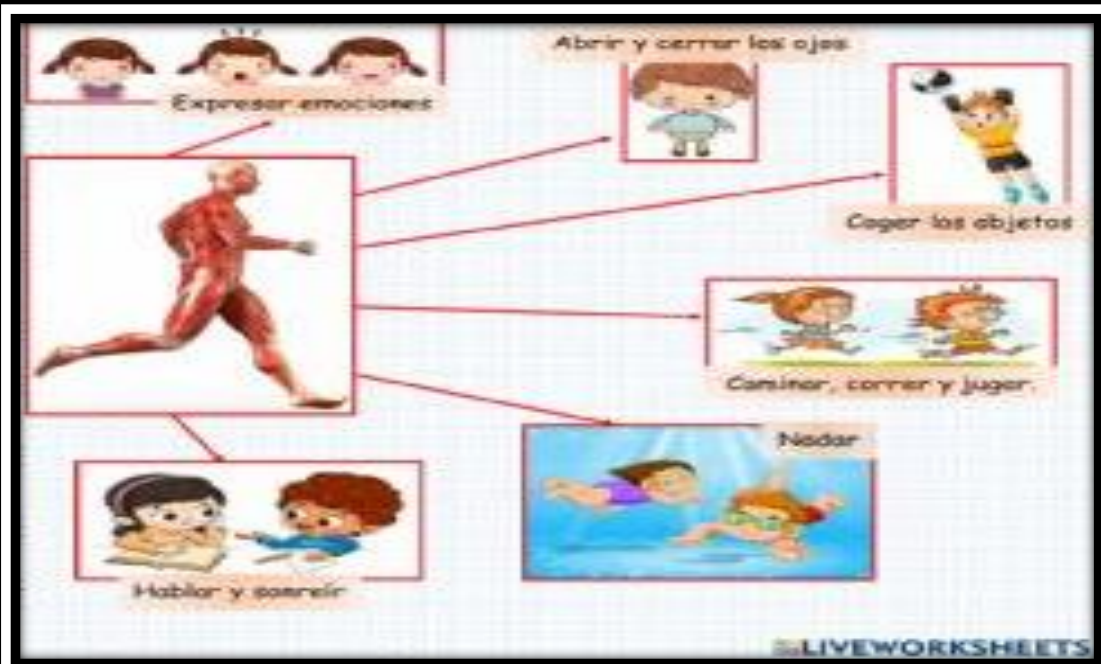 Abrir y cerrar los ojos
Expresar emociones
Coger los objetos
Caminar, correr y jugar.
Nadar
Hablar y sonreír
LIVEWORKSHEETS